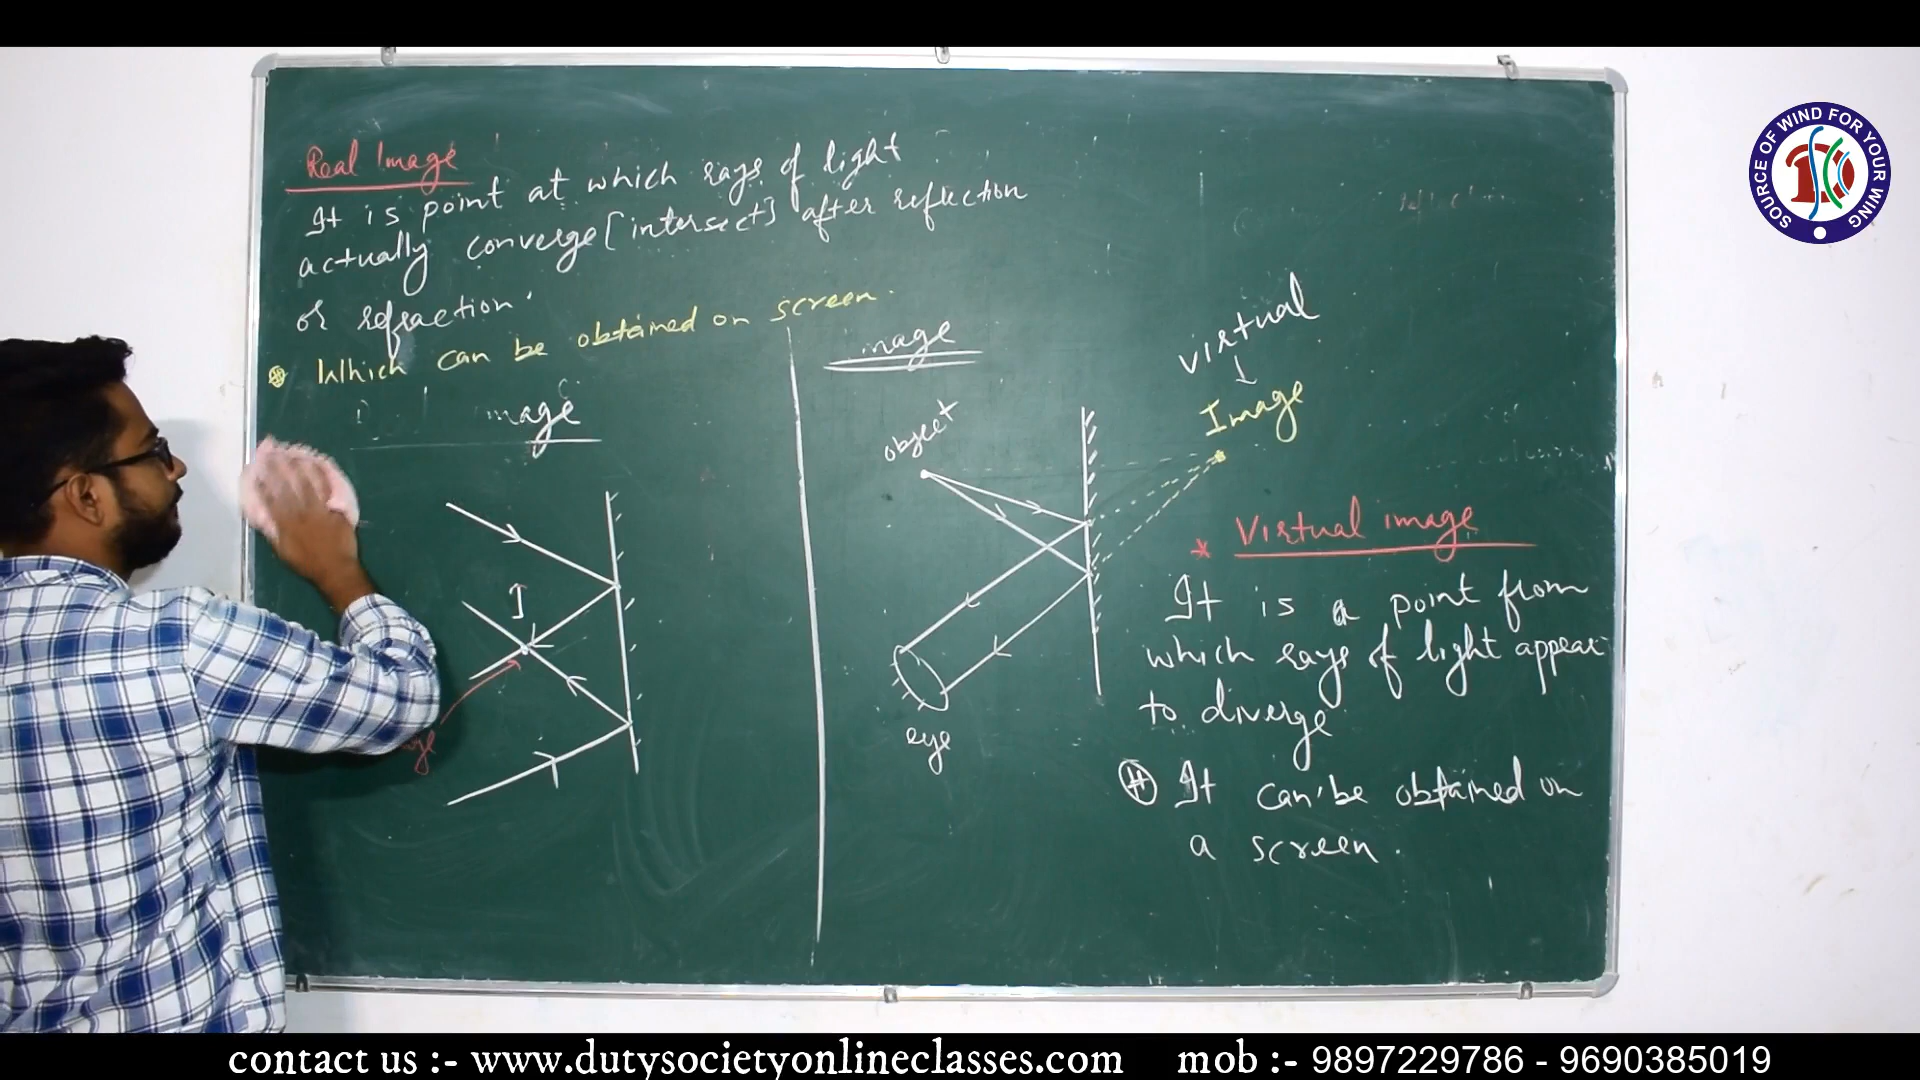 Real Image
It is point at which rays of light
actually converge [intersect] after reflection
or refraction.
Which can be obtained on screen.
mage
I
image
object
eye
virtual
Image
* Virtual image
It is a point from
which rays of light appear
to diverge
It can't be obtained on
a screen.
SOURCE OF WIND FOR YOUR WING
contact us :- www.dutysocietyonlineclasses.com mob :- 9897229786 - 9690385019